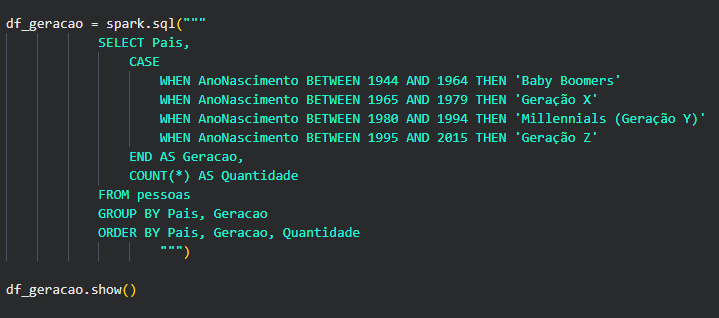 df_geracao = spark.sql("""
SELECT Pais,
CASE
WHEN AnoNascimento BETWEEN 1944 AND 1964 THEN 'Baby Boomers'
WHEN AnoNascimento BETWEEN 1965 AND 1979 THEN 'Geração X'
WHEN AnoNascimento BETWEEN 1980 AND 1994 THEN 'Millennials (Geração Y)'
WHEN AnoNascimento BETWEEN 1995 AND 2015 THEN 'Geração Z'
END AS Geracao,
COUNT(*) AS Quantidade
FROM pessoas
GROUP BY Pais, Geracao
ORDER BY Pais, Geracao, Quantidade
""")
df_geracao.show()